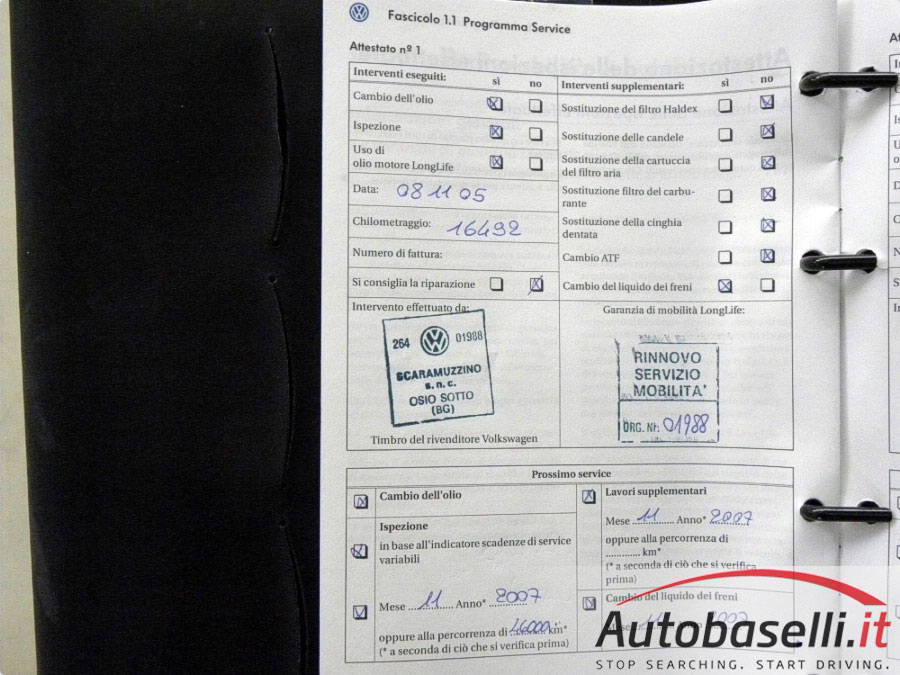 Fascicolo 1.1 Programma Service
Attestato nº 1
Interventi eseguiti: sì no
Cambio dell'olio
Ispezione
Uso di
olio motore LongLife
Data: 08 11 05
Chilometraggio: 16492
Numero di fattura:
Si consiglia la riparazione
Interventi supplementari: sì no
Sostituzione del filtro Haldex
Sostituzione delle candele
Sostituzione della cartuccia
del filtro aria
Sostituzione filtro del carbu-
rante
Sostituzione della cinghia
dentata
Cambio ATF
Cambio del liquido dei freni
Intervento effettuato da:
264 01988
SCARAMUZZINO
s.n.c.
OSIO SOTTO
(BG)
Timbro del rivenditore Volkswagen
Garanzia di mobilità LongLife:
RINNOVO
SERVIZIO
MOBILITA'
ORG. Nr: 01988
Prossimo service
Cambio dell'olio
Ispezione
in base all'indicatore scadenze di service
variabili
Mese 11 Anno* 2007
oppure alla percorrenza di 46000 km*
(* a seconda di ciò che si verifica prima)
Lavori supplementari
Mese 11 Anno* 2007
oppure alla percorrenza di
............ km*
(* a seconda di ciò che si verifica
prima)
Cambio del liquido dei freni
Autobaselli.it
STOP SEARCHING. START DRIVING.